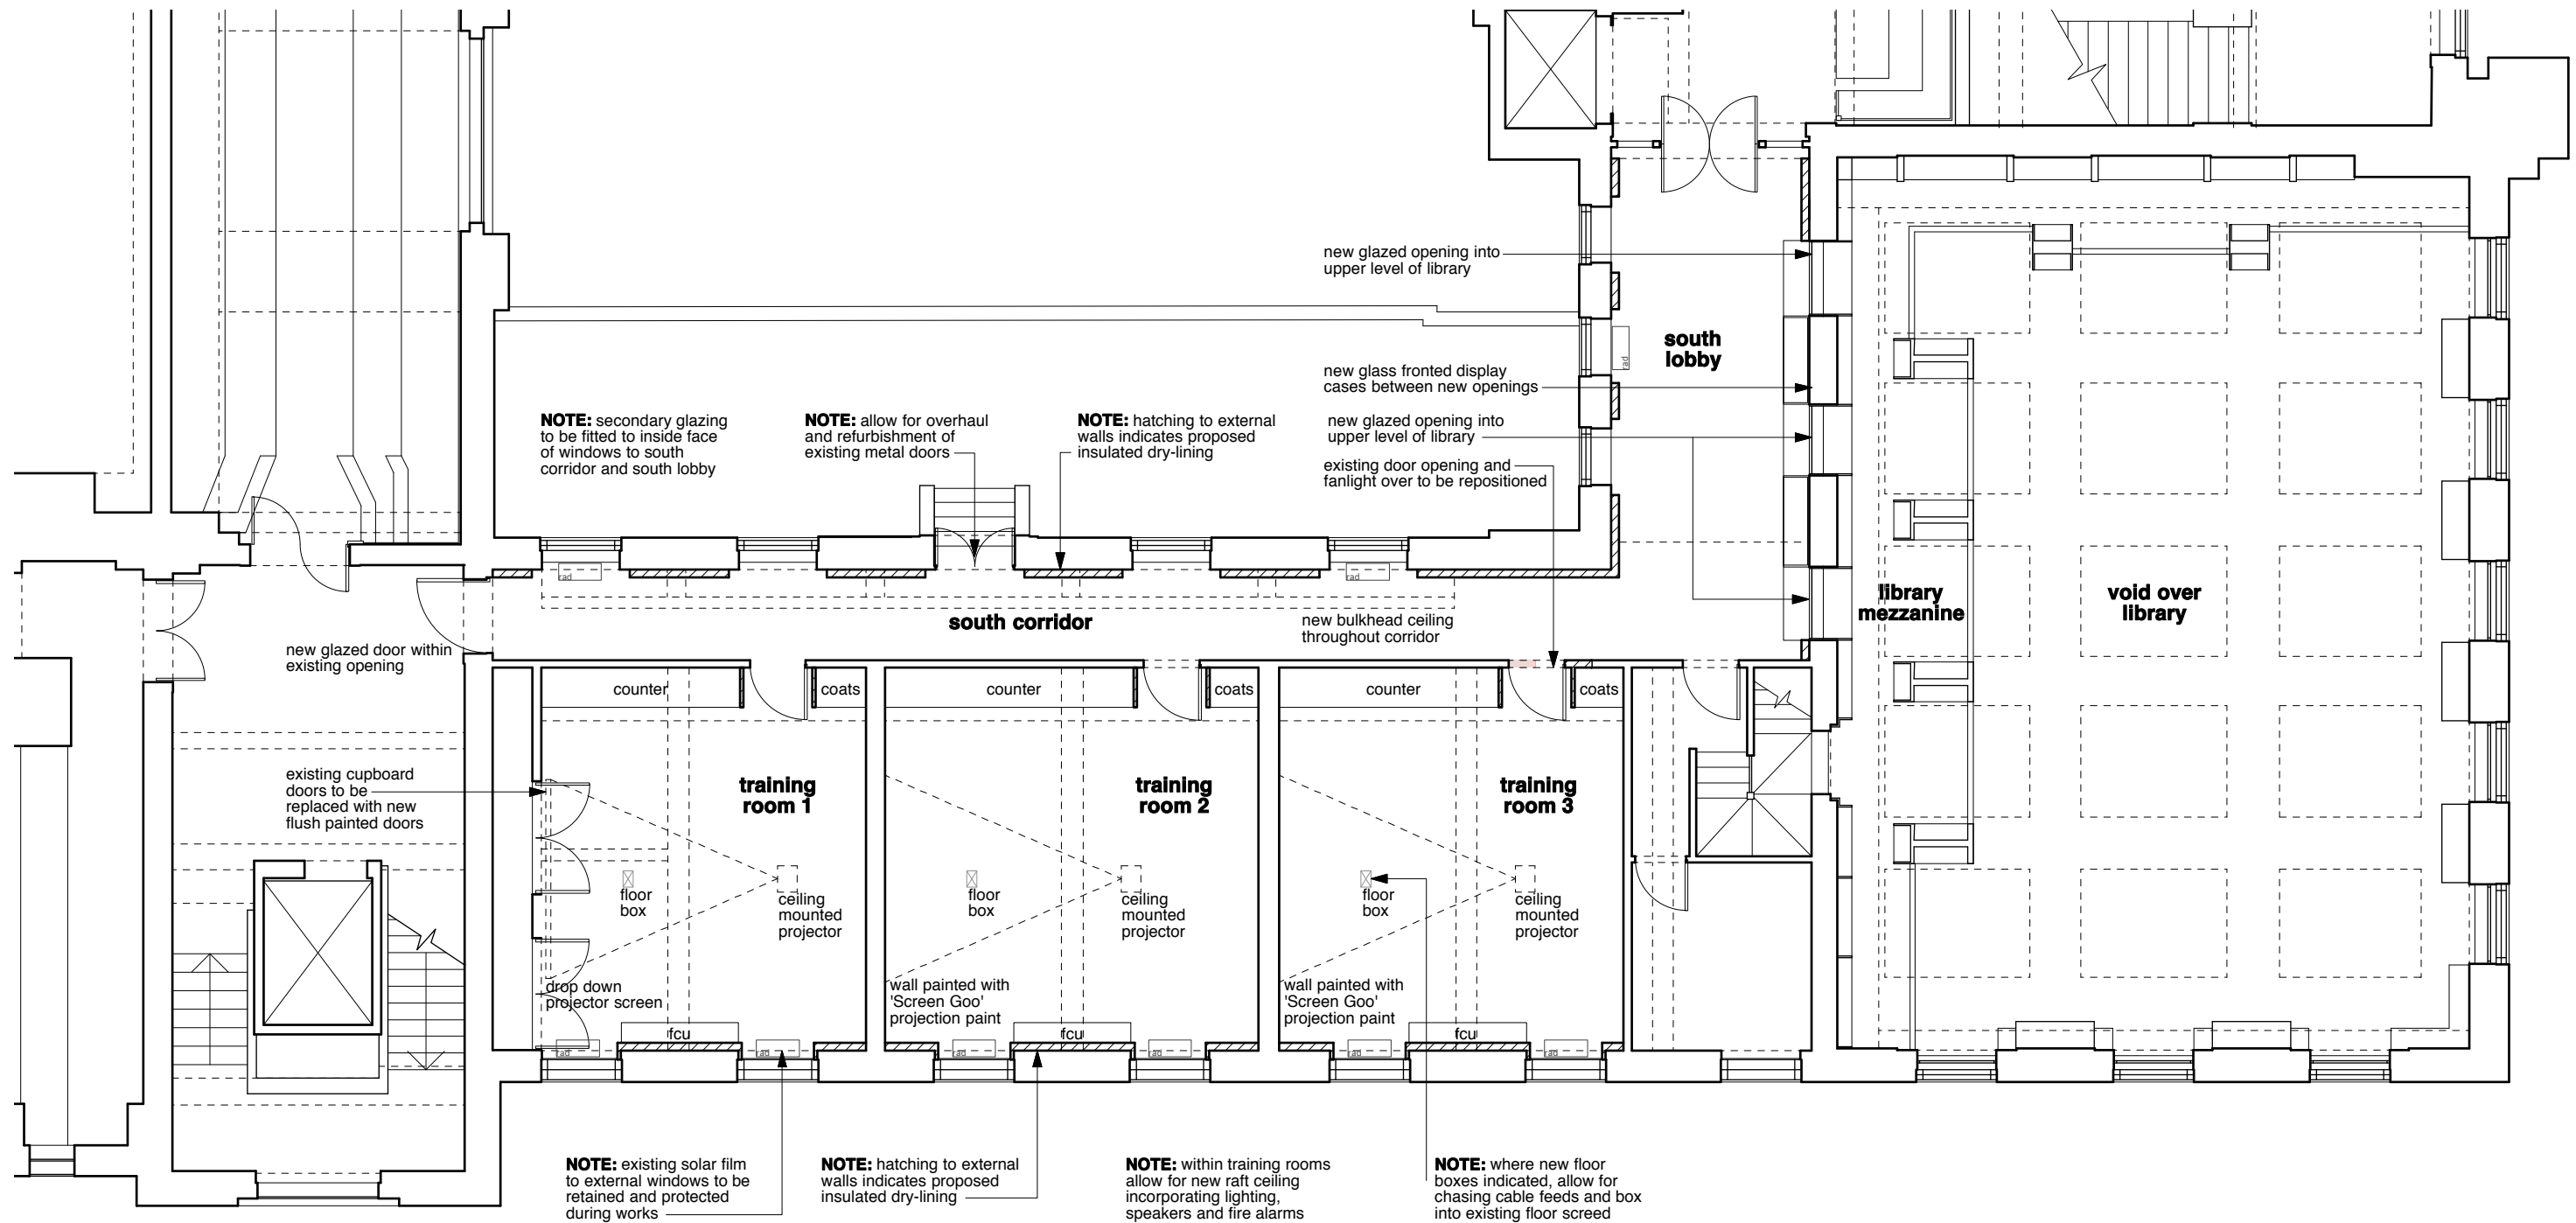 new glazed opening into
upper level of library
south
lobby
rad
new glass fronted display
cases between new openings
NOTE: secondary glazing
to be fitted to inside face
of windows to south
corridor and south lobby
NOTE: allow for overhaul
and refurbishment of
existing metal doors
NOTE: hatching to external
walls indicates proposed
insulated dry-lining
new glazed opening into
upper level of library
existing door opening and
fanlight over to be repositioned
rad
rad
library
mezzanine
void over
library
south corridor
new bulkhead ceiling
throughout corridor
new glazed door within
existing opening
counter
coats
counter
coats
counter
coats
existing cupboard
doors to be
replaced with new
flush painted doors
training
room 1
training
room 2
training
room 3
floor
box
ceiling
mounted
projector
floor
box
ceiling
mounted
projector
floor
box
ceiling
mounted
projector
drop down
projector screen
wall painted with
'Screen Goo'
projection paint
wall painted with
'Screen Goo'
projection paint
fcu
fcu
fcu
rad
rad
rad
rad
rad
rad
NOTE: existing solar film
to external windows to be
retained and protected
during works
NOTE: hatching to external
walls indicates proposed
insulated dry-lining
NOTE: within training rooms
allow for new raft ceiling
incorporating lighting,
speakers and fire alarms
NOTE: where new floor
boxes indicated, allow for
chasing cable feeds and box
into existing floor screed